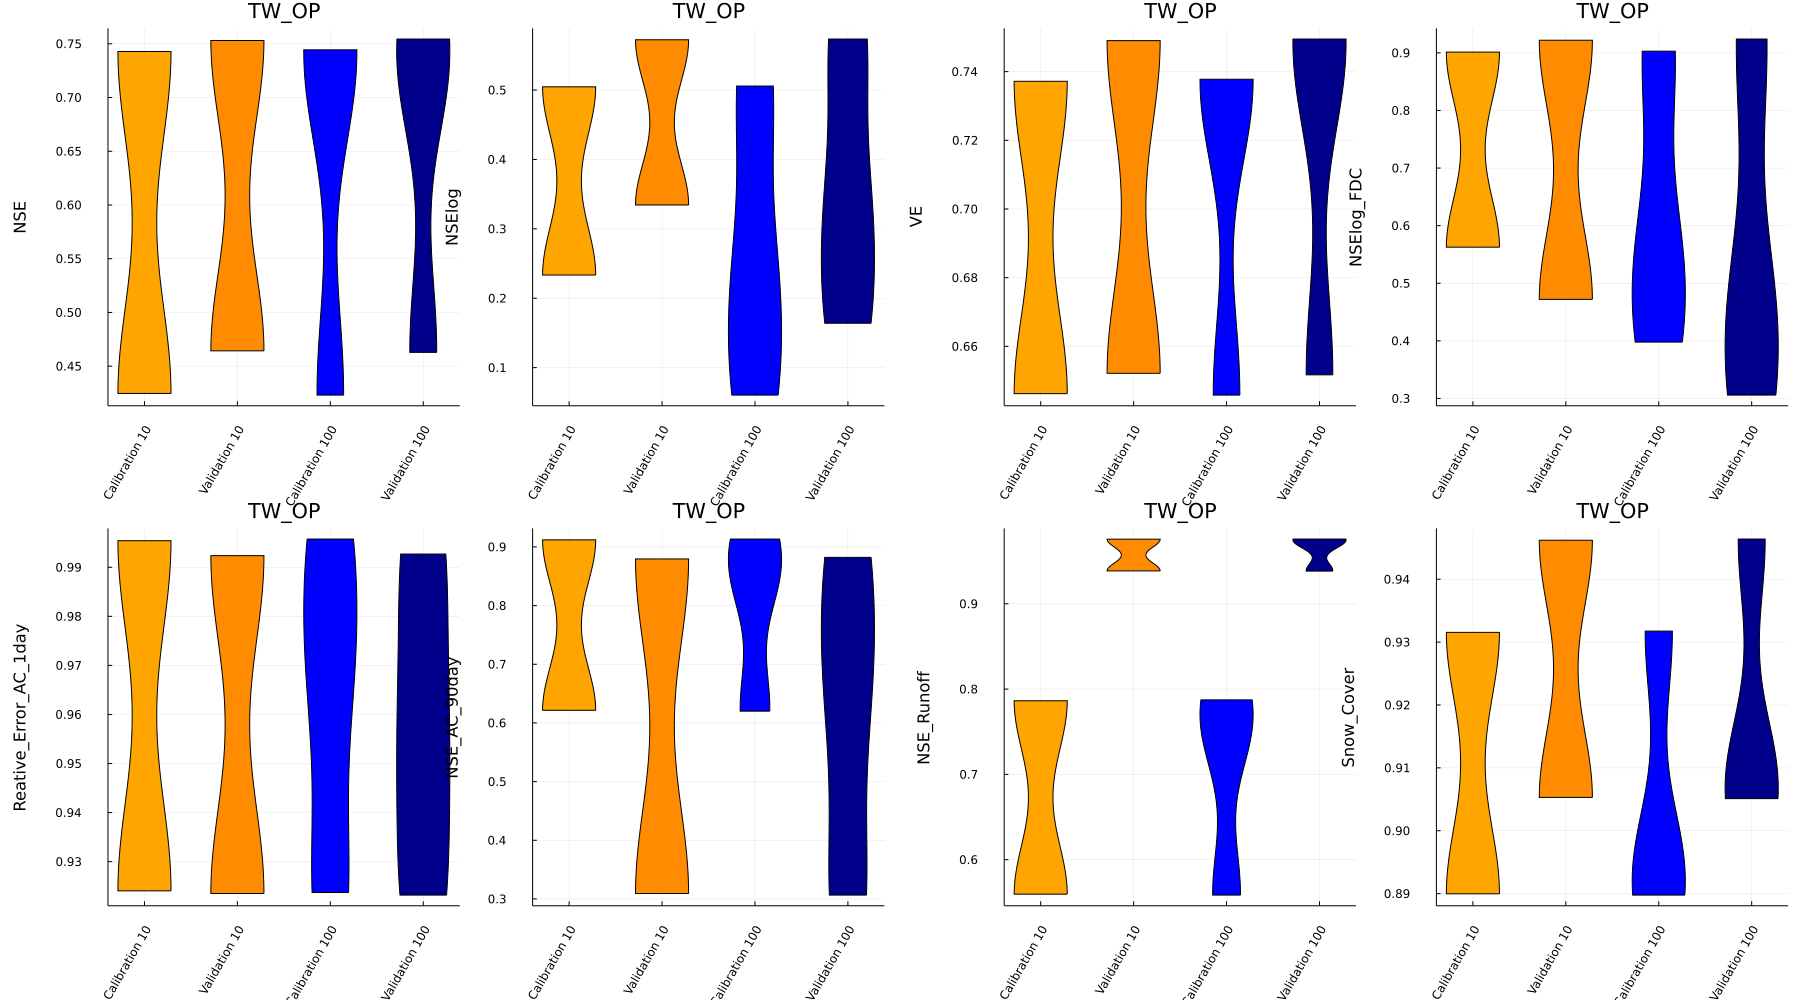 TW_OP
NSE
0.75
0.70
0.65
0.60
0.55
0.50
0.45
Calibration 10
Validation 10
Calibration 100
Validation 100
TW_OP
NSElog
0.5
0.4
0.3
0.2
0.1
Calibration 10
Validation 10
Calibration 100
Validation 100
TW_OP
VE
0.74
0.72
0.70
0.68
0.66
Calibration 10
Validation 10
Calibration 100
Validation 100
TW_OP
NSElog_FDC
0.9
0.8
0.7
0.6
0.5
0.4
0.3
Calibration 10
Validation 10
Calibration 100
Validation 100
TW_OP
Reative_Error_AC_1day
0.99
0.98
0.97
0.96
0.95
0.94
0.93
Calibration 10
Validation 10
Calibration 100
Validation 100
TW_OP
NSE_AC_90day
0.9
0.8
0.7
0.6
0.5
0.4
0.3
Calibration 10
Validation 10
Calibration 100
Validation 100
TW_OP
NSE_Runoff
0.9
0.8
0.7
0.6
Calibration 10
Validation 10
Calibration 100
Validation 100
TW_OP
Snow_Cover
0.94
0.93
0.92
0.91
0.90
0.89
Calibration 10
Validation 10
Calibration 100
Validation 100